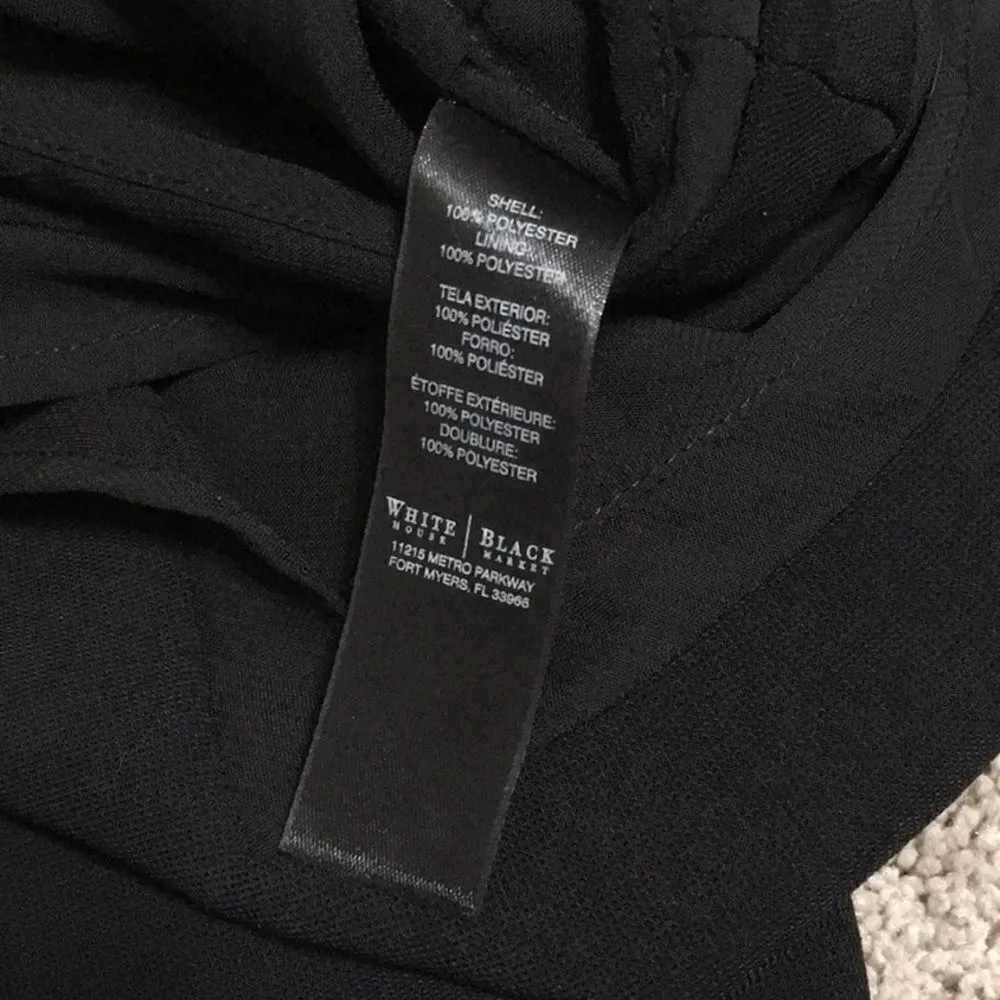 SHELL:
100% POLYESTER
LINING:
100% POLYESTER
TELA EXTERIOR:
100% POLIÉSTER
FORRO:
100% POLIÉSTER
ÉTOFFE EXTÉRIEURE:
100% POLYESTER
DOUBLURE:
100% POLYESTER
WHITE | BLACK
HOUSE MARKET
11215 METRO PARKWAY
FORT MYERS, FL 33966